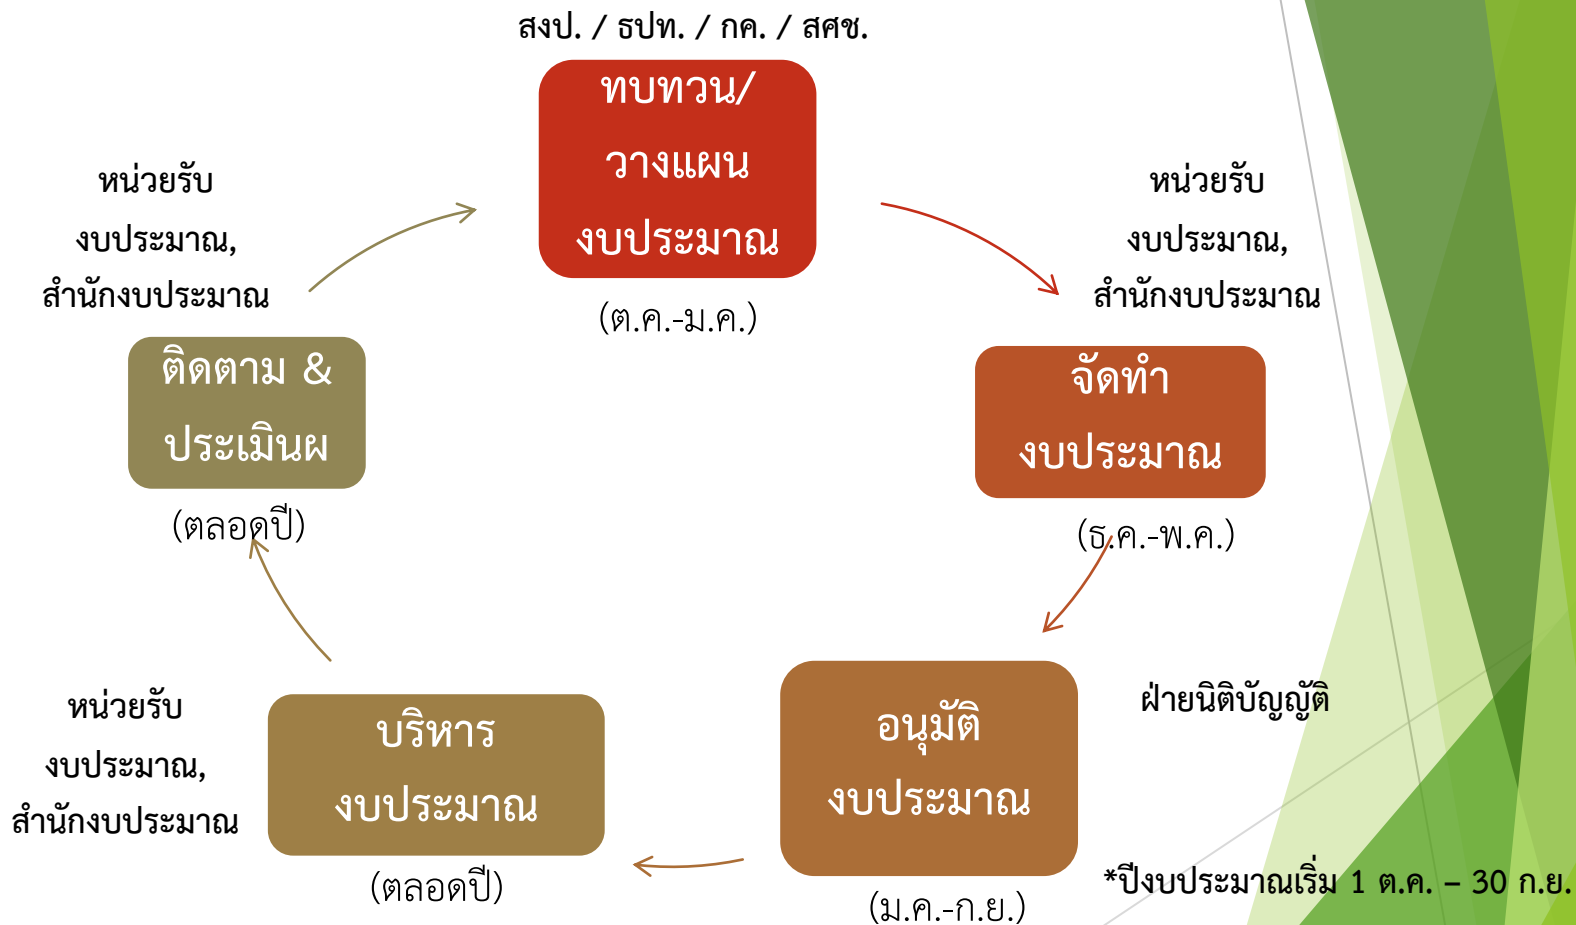 สงป. / ธปท. / กค. / สศช.
ทบทวน/
วางแผน
งบประมาณ
(ต.ค.-ม.ค.)
หน่วยรับ
งบประมาณ,
สำนักงบประมาณ
จัดทำ
งบประมาณ
(ธ.ค.-พ.ค.)
ฝ่ายนิติบัญญัติ
อนุมัติ
งบประมาณ
(ม.ค.-ก.ย.)
หน่วยรับ
งบประมาณ,
สำนักงบประมาณ
บริหาร
งบประมาณ
(ตลอดปี)
หน่วยรับ
งบประมาณ,
สำนักงบประมาณ
ติดตาม &
ประเมินผ
(ตลอดปี)
*ปีงบประมาณเริ่ม 1 ต.ค. – 30 ก.ย.